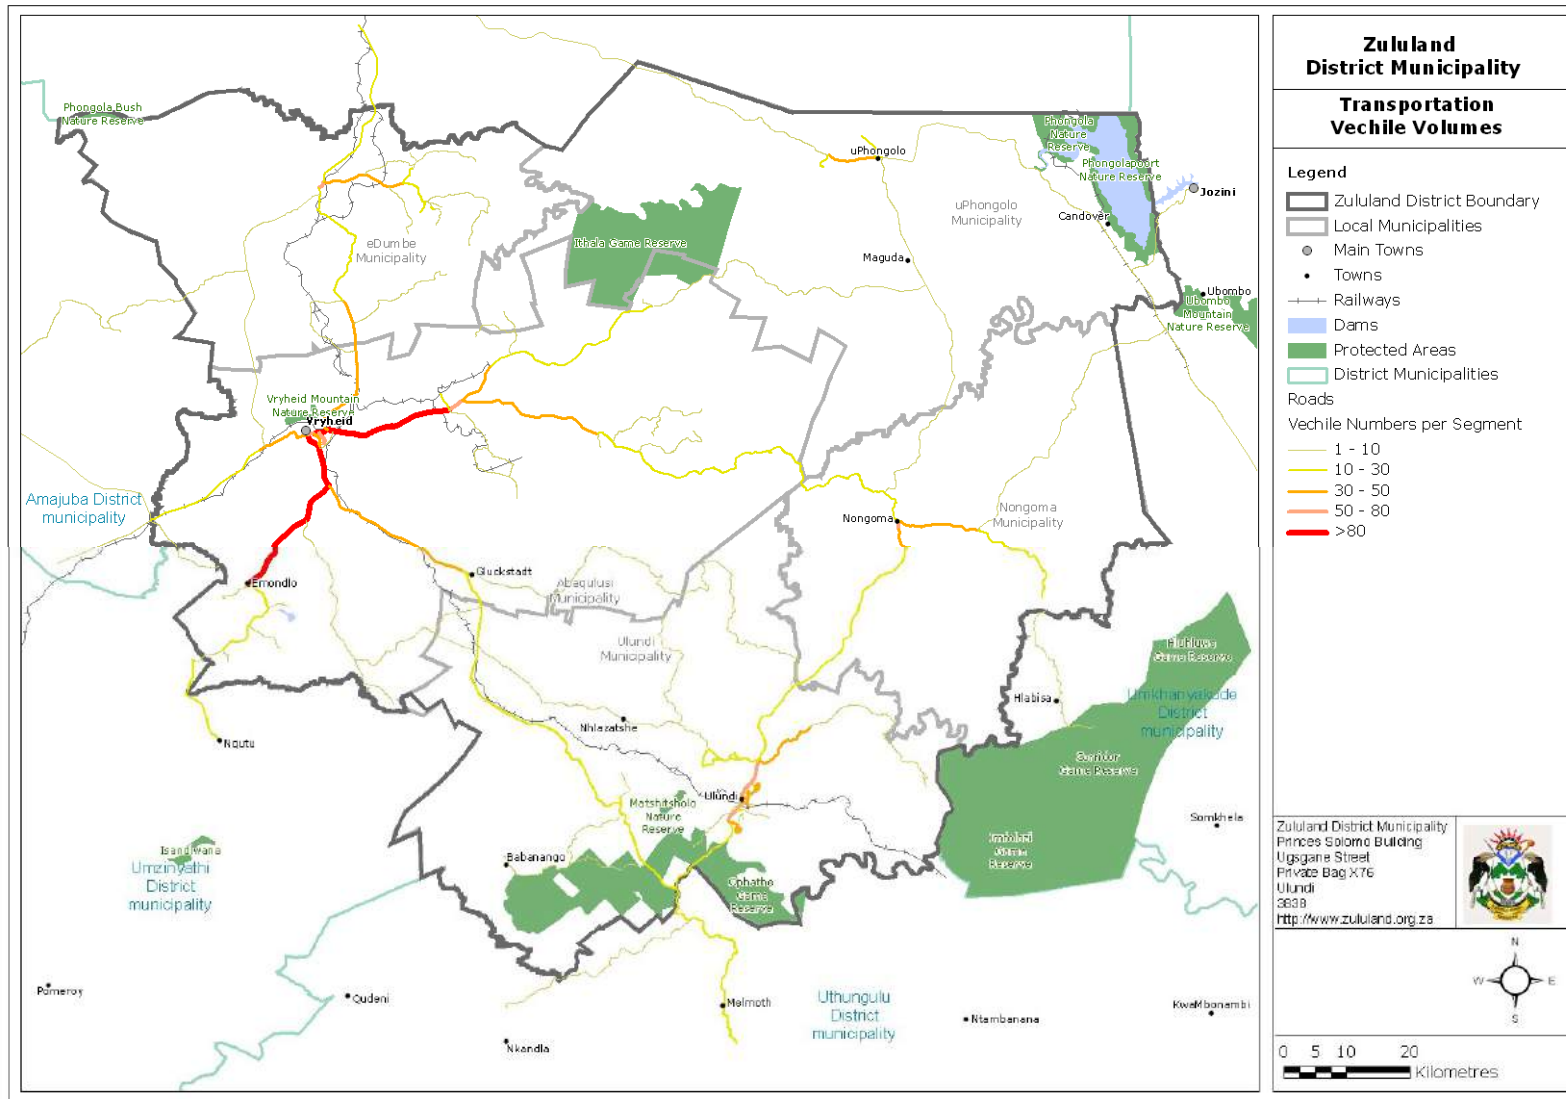 Zululand
District Municipality
Transportation
Vechile Volumes
Legend
Zululand District Boundary
Local Municipalities
Main Towns
Towns
Railways
Dams
Protected Areas
District Municipalities
Roads
Vechile Numbers per Segment
1 - 10
10 - 30
30 - 50
50 - 80
>80
Zululand District Municipality
Princes Solomo Building
Ugsgane Street
Private Bag X76
Ulundi
3838
http://www.zululand.org.za
N
W
E
S
0 5 10 20
Kilometres
Phongola Bush
Nature Reserve
uPhongolo
Phongola
Nature
Reserve
Phongolapoort
Nature Reserve
Jozini
Candover
uPhongolo
Municipality
eDumbe
Municipality
Ithala Game Reserve
Maguda
Ubombo
Ubombo
Mountain
Nature Reserve
Vryheid Mountain
Nature Reserve
Vryheid
Amajuba District
municipality
Nongoma
Nongoma
Municipality
Emondlo
Gluckstadt
Abaqulusi
Municipality
Ulundi
Municipality
Hluhluwe
Game Reserve
Hlabisa
Umkhanyakude
District
municipality
Nhlazatshe
Nqutu
Corridor
Game Reserve
Ulundi
Matshitsholo
Nature
Reserve
Somkhela
Isandlwana
Umzinyathi
District
municipality
Babanango
Imfolozi
Game
Reserve
Ophathe
Game
Reserve
Pomeroy
Qudeni
Melmoth
Uthungulu
District
municipality
Ntambanana
KwaMbonambi
Nkandla